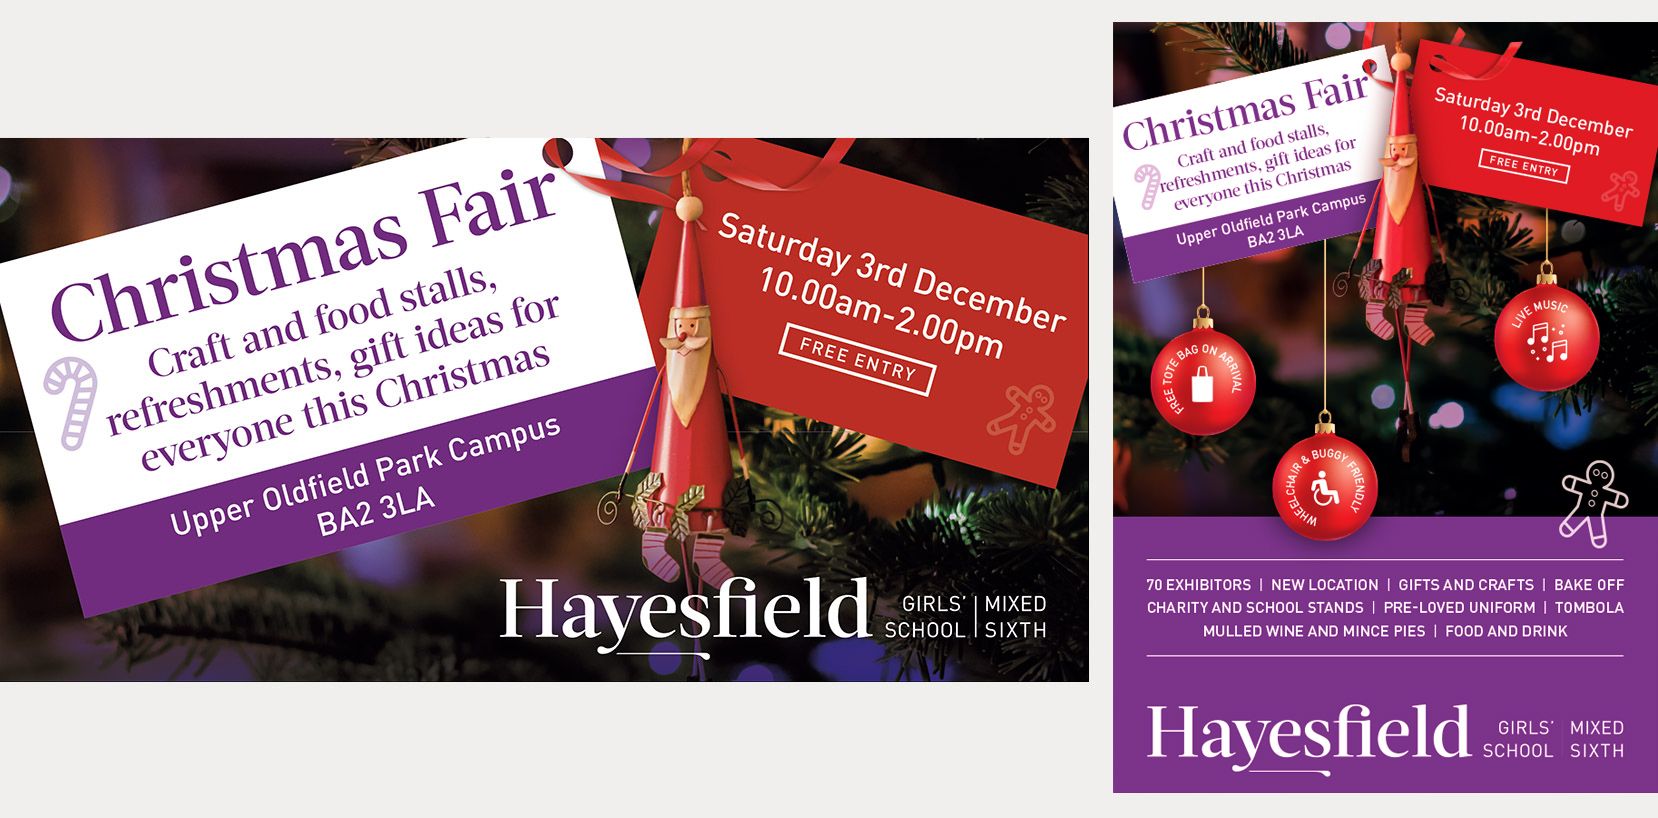 Christmas Fair
Craft and food stalls,
refreshments, gift ideas for
everyone this Christmas
Upper Oldfield Park Campus
BA2 3LA
Saturday 3rd December
10.00am-2.00pm
FREE ENTRY
Hayesfield
GIRLS' | MIXED
SCHOOL | SIXTH
Christmas Fair
Craft and food stalls,
refreshments, gift ideas for
everyone this Christmas
Upper Oldfield Park Campus
BA2 3LA
Saturday 3rd December
10.00am-2.00pm
FREE ENTRY
FREE TOTE BAG ON ARRIVAL
WHEELCHAIR & BUGGY FRIENDLY
LIVE MUSIC
70 EXHIBITORS | NEW LOCATION | GIFTS AND CRAFTS | BAKE OFF
CHARITY AND SCHOOL STANDS | PRE-LOVED UNIFORM | TOMBOLA
MULLED WINE AND MINCE PIES | FOOD AND DRINK
Hayesfield
GIRLS' | MIXED
SCHOOL | SIXTH